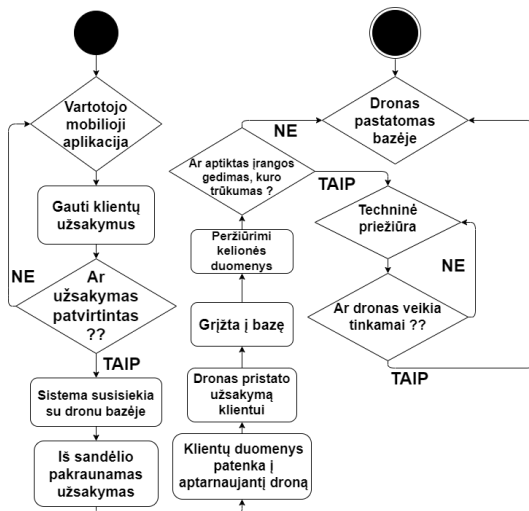 Vartotojo
mobilioji
aplikacija
Gauti klientų
užsakymus
NE
Ar
užsakymas
patvirtintas
??
TAIP
Sistema susisiekia
su dronu bazėje
Iš sandėlio
pakraunamas
užsakymas
Klientų duomenys
patenka į
aptarnaujantį droną
Dronas pristato
užsakymą
klientui
Grįžta į bazę
Peržiūrimi
kelionės
duomenys
Ar aptiktas įrangos
gedimas, kuro
trūkumas ?
NE
TAIP
Dronas
pastatomas
bazėje
Techninė
priežiūra
NE
Ar dronas veikia
tinkamai ??
TAIP